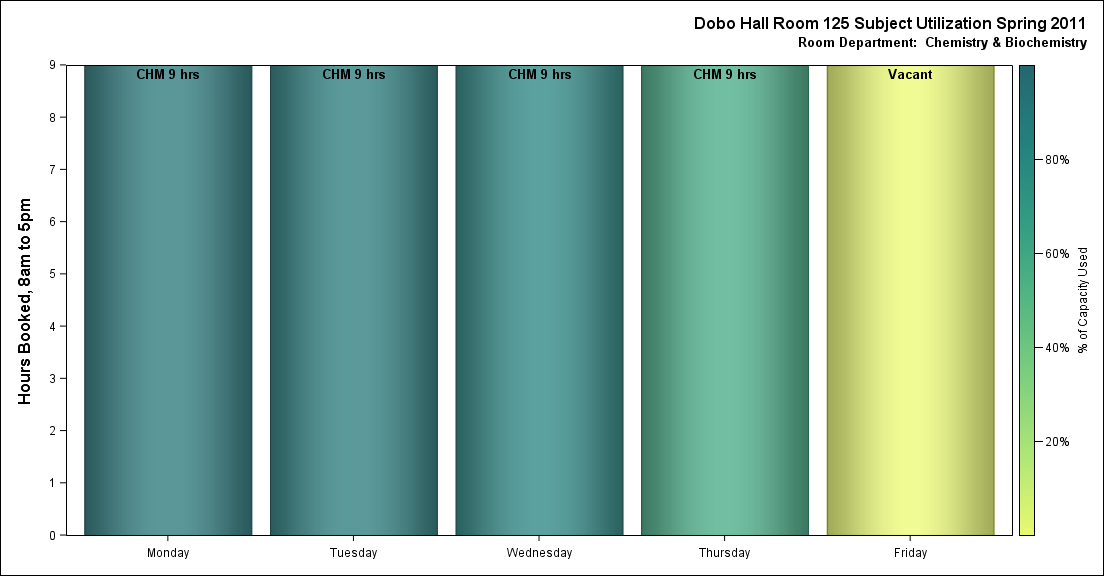 Dobo Hall Room 125 Subject Utilization Spring 2011
Room Department:  Chemistry & Biochemistry
Hours Booked, 8am to 5pm
9
8
7
6
5
4
3
2
1
0
CHM 9 hrs
CHM 9 hrs
CHM 9 hrs
CHM 9 hrs
Vacant
Monday
Tuesday
Wednesday
Thursday
Friday
80%
60%
40%
20%
% of Capacity Used